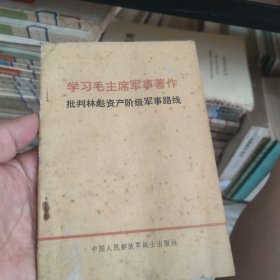 学习毛主席军事著作
批判林彪资产阶级军事路线
中国人民解放军战士出版社